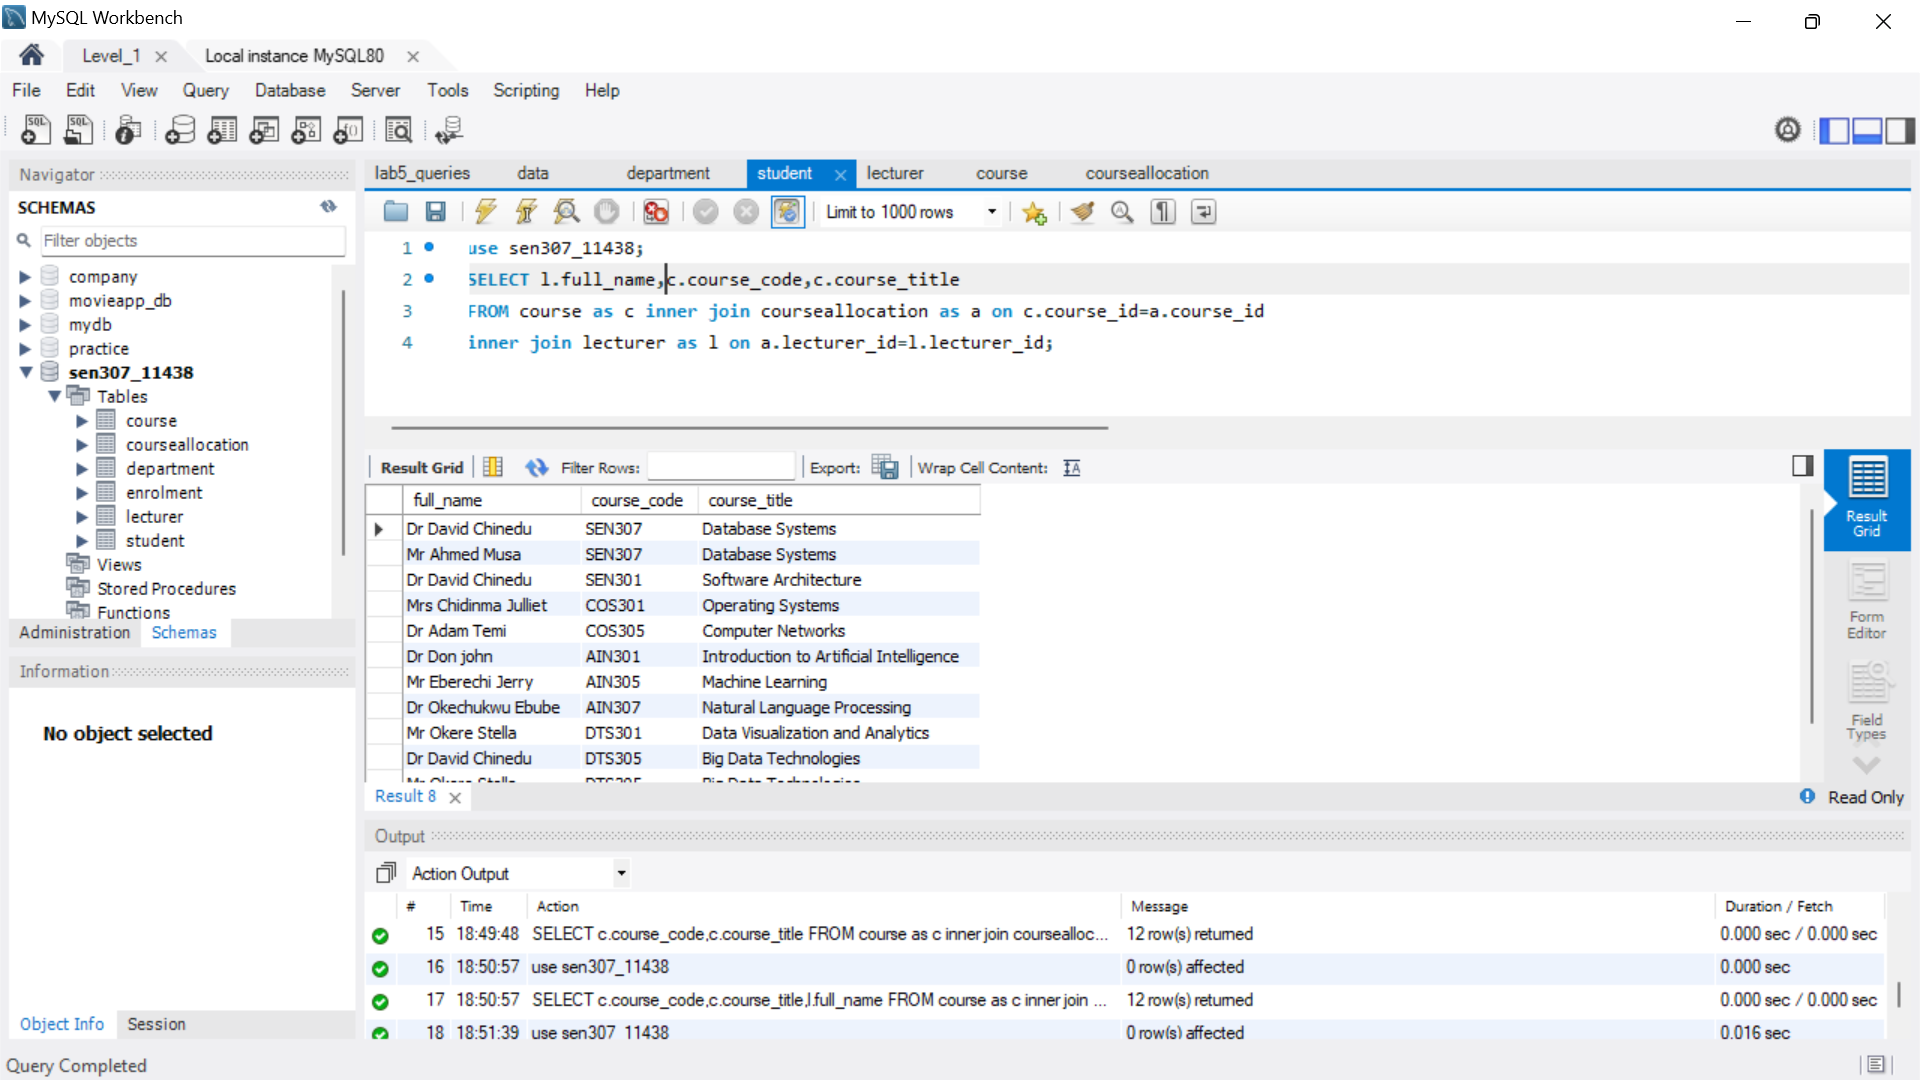 MySQL Workbench
Level_1
Local instance MySQL80
File Edit View Query Database Server Tools Scripting Help
Navigator
SCHEMAS
Filter objects
company
movieapp_db
mydb
practice
sen307_11438
Tables
course
courseallocation
department
enrolment
lecturer
student
Views
Stored Procedures
Functions
Administration Schemas
Information
No object selected
Object Info Session
Query Completed
lab5_queries data department student lecturer course courseallocation
Limit to 1000 rows
1 use sen307_11438;
2 SELECT l.full_name,c.course_code,c.course_title
3 FROM course as c inner join courseallocation as a on c.course_id=a.course_id
4 inner join lecturer as l on a.lecturer_id=l.lecturer_id;
Result Grid Filter Rows: Export: Wrap Cell Content:
full_name course_code course_title
Dr David Chinedu SEN307 Database Systems
Mr Ahmed Musa SEN307 Database Systems
Dr David Chinedu SEN301 Software Architecture
Mrs Chidinma Julliet COS301 Operating Systems
Dr Adam Temi COS305 Computer Networks
Dr Don john AIN301 Introduction to Artificial Intelligence
Mr Eberechi Jerry AIN305 Machine Learning
Dr Okechukwu Ebube AIN307 Natural Language Processing
Mr Okere Stella DTS301 Data Visualization and Analytics
Dr David Chinedu DTS305 Big Data Technologies
Mr Okere Stella DTS305 Big Data Technologies
Result Grid
Form Editor
Field Types
Result 8
Read Only
Output
Action Output
# Time Action Message Duration / Fetch
15 18:49:48 SELECT c.course_code,c.course_title FROM course as c inner join coursealloc... 12 row(s) returned 0.000 sec / 0.000 sec
16 18:50:57 use sen307_11438 0 row(s) affected 0.000 sec
17 18:50:57 SELECT c.course_code,c.course_title,l.full_name FROM course as c inner join ... 12 row(s) returned 0.000 sec / 0.000 sec
18 18:51:39 use sen307_11438 0 row(s) affected 0.016 sec